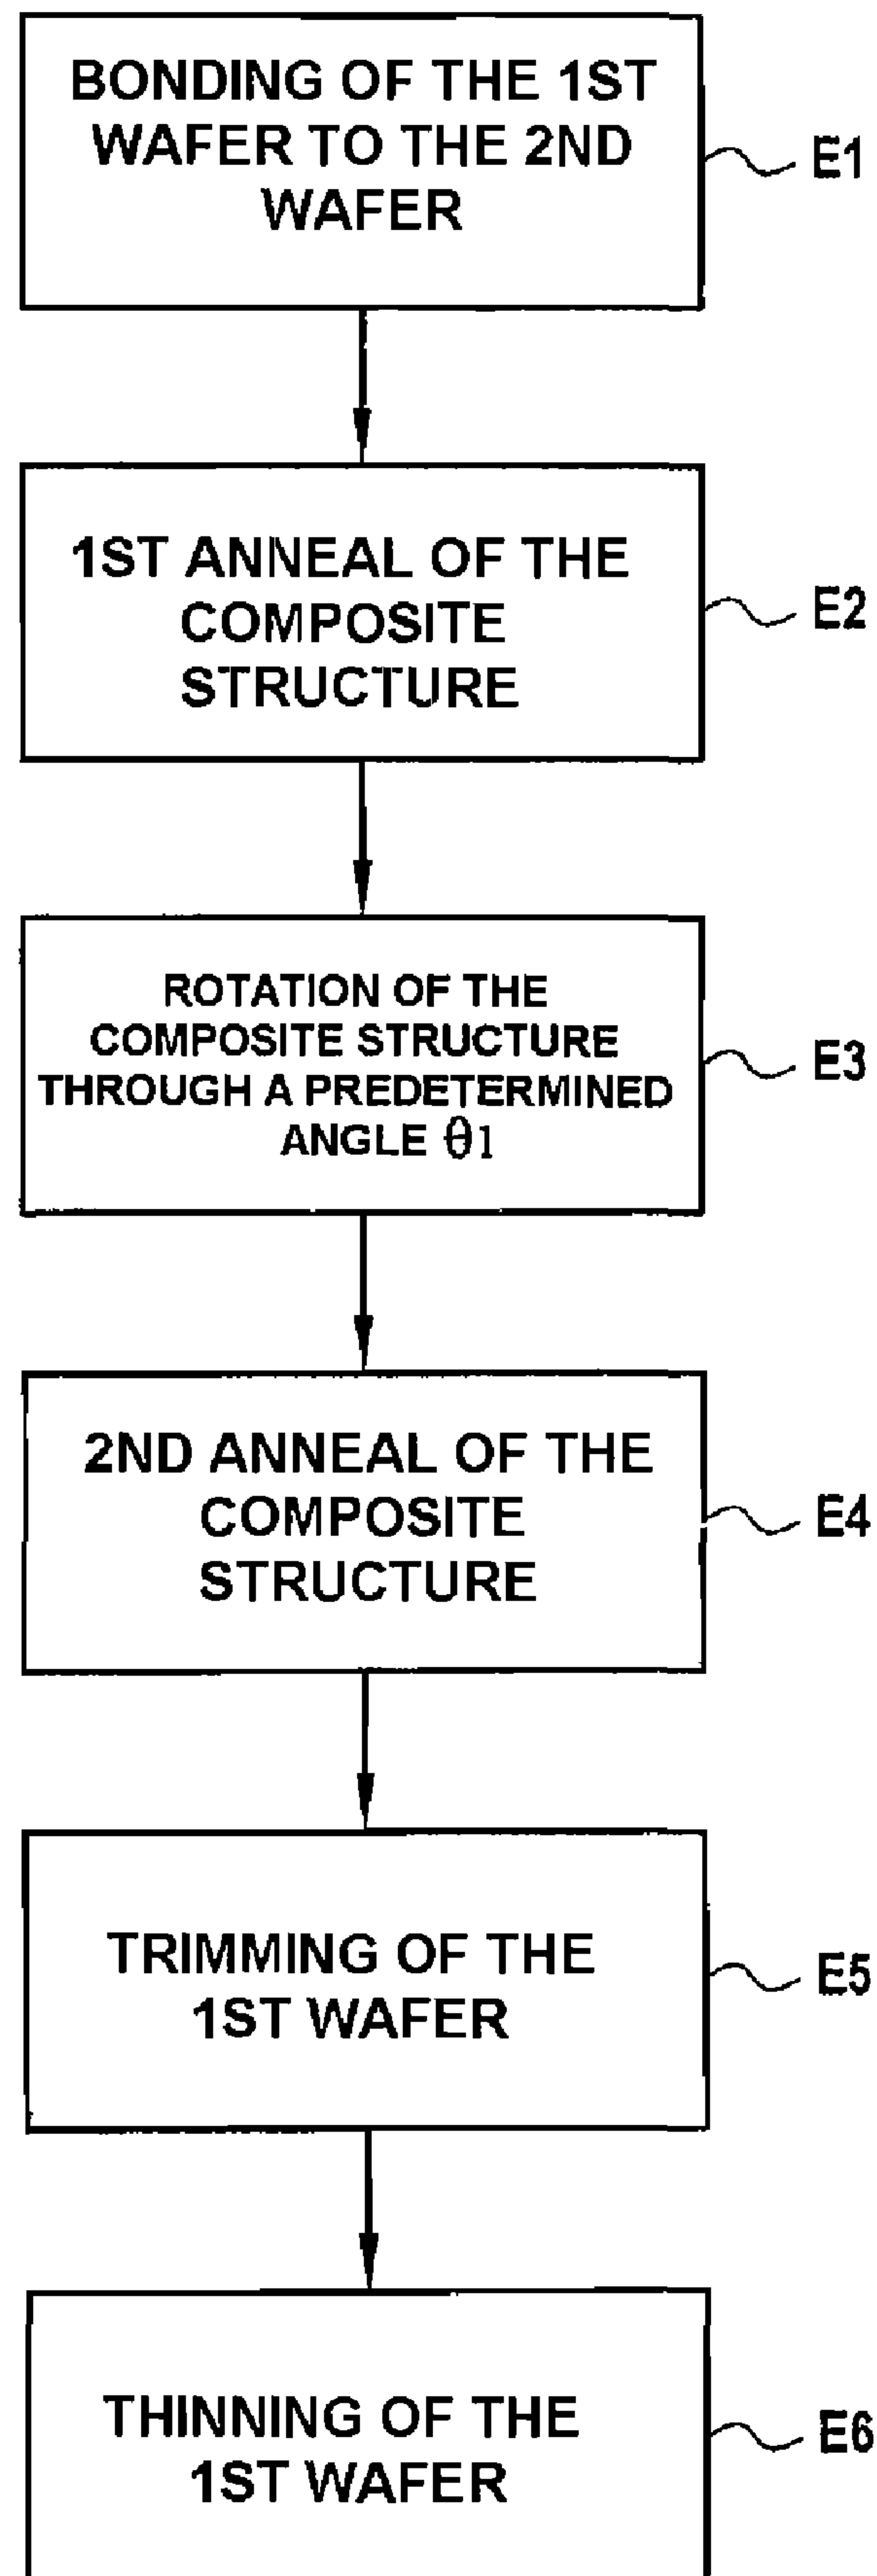 BONDING OF THE 1ST
WAFER TO THE 2ND
WAFER
E1
1ST ANNEAL OF THE
COMPOSITE
STRUCTURE
E2
ROTATION OF THE
COMPOSITE STRUCTURE
THROUGH A PREDETERMINED
ANGLE θ1
E3
2ND ANNEAL OF THE
COMPOSITE
STRUCTURE
E4
TRIMMING OF THE
1ST WAFER
E5
THINNING OF THE
1ST WAFER
E6